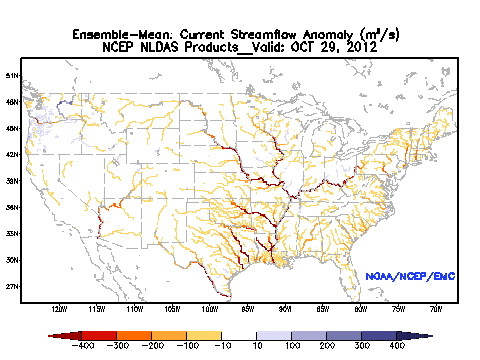 Ensemble-Mean: Current Streamflow Anomaly (m³/s)
NCEP NLDAS Products__Valid: OCT 29, 2012
51N
48N
45N
42N
39N
36N
33N
30N
27N
NOAA/NCEP/EMC
120W 115W 110W 105W 100W 95W 90W 85W 80W 75W 70W
-400 -300 -200 -100 -10 10 100 200 300 400